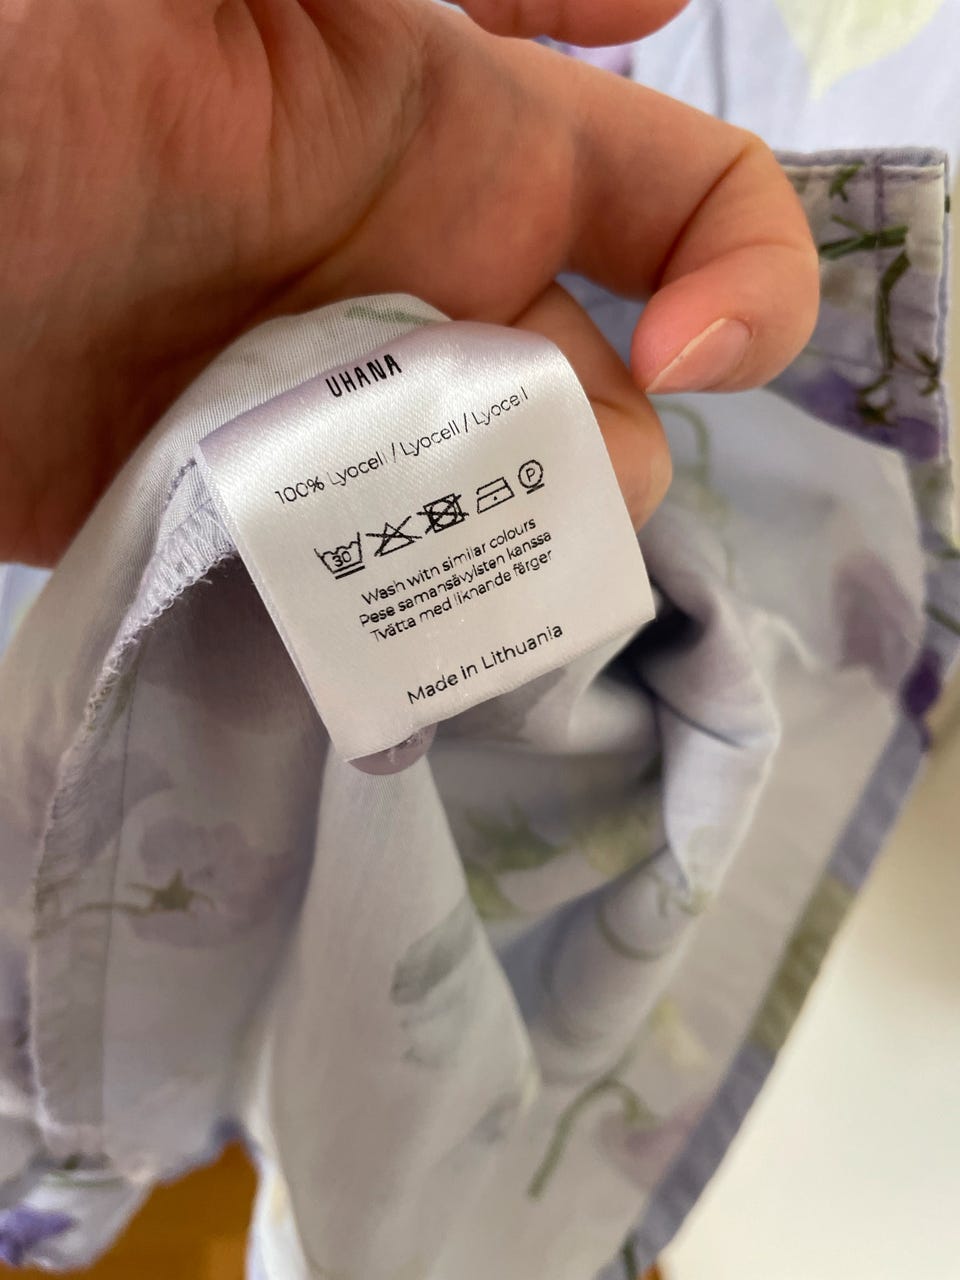 UHANA
100% Lyocell / Lyocell / Lyocell
30 P
Wash with similar colours
Pese samansävyisten kanssa
Tvätta med liknande färger
Made in Lithuania